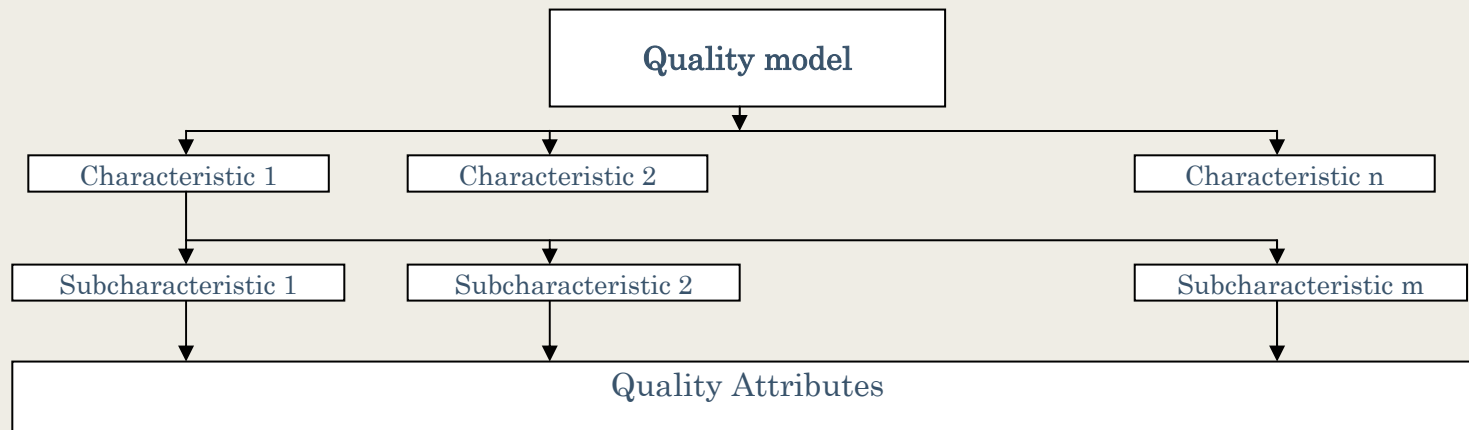 Quality model
Characteristic 1
Characteristic 2
Characteristic n
Subcharacteristic 1
Subcharacteristic 2
Subcharacteristic m
Quality Attributes